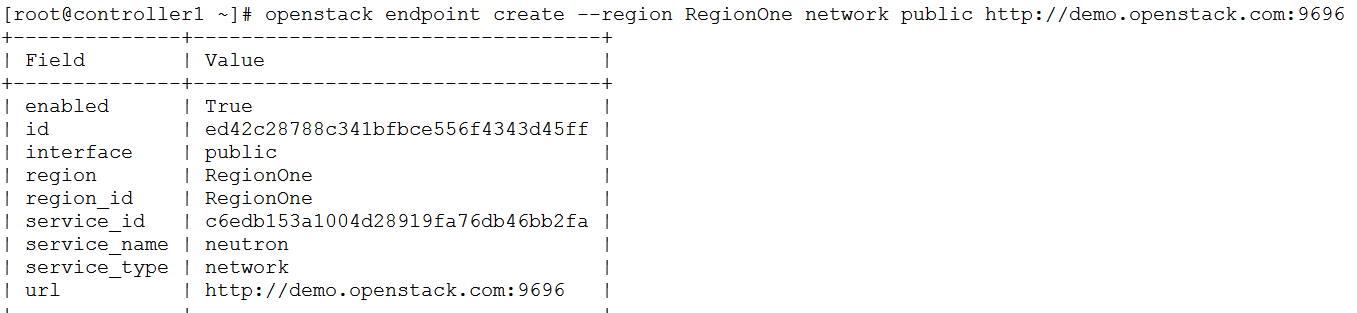 [root@controller1 ~]# openstack endpoint create --region RegionOne network public http://demo.openstack.com:9696
+--------------+----------------------------------+
| Field        | Value                            |
+--------------+----------------------------------+
| enabled      | True                             |
| id           | ed42c28788c341bfbce556f4343d45ff |
| interface    | public                           |
| region       | RegionOne                        |
| region_id    | RegionOne                        |
| service_id   | c6edb153a1004d28919fa76db46bb2fa |
| service_name | neutron                          |
| service_type | network                          |
| url          | http://demo.openstack.com:9696   |